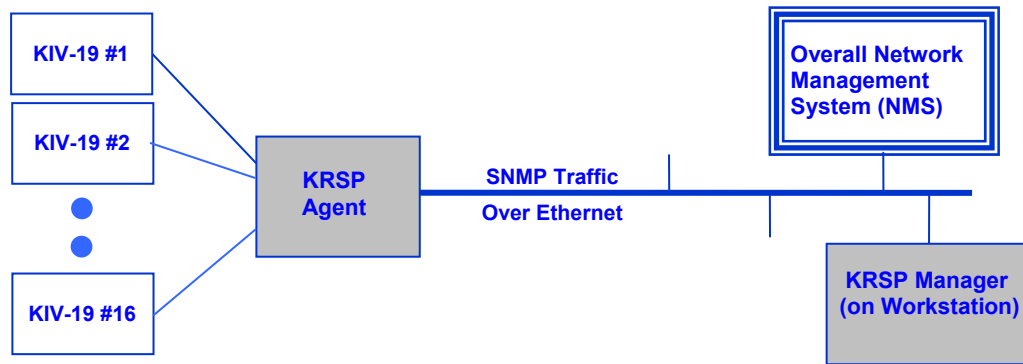 KIV-19 #1
KIV-19 #2
KIV-19 #16
KRSP
Agent
SNMP Traffic
Over Ethernet
Overall Network
Management
System (NMS)
KRSP Manager
(on Workstation)